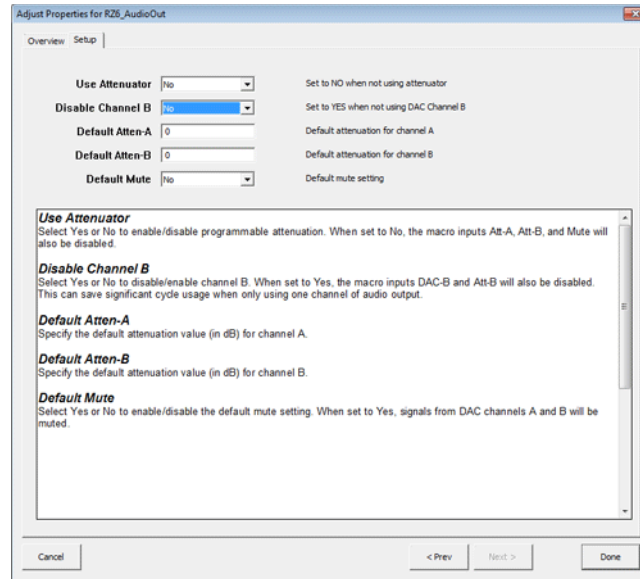 Adjust Properties for RZ6_AudioOut
Overview Setup
Use Attenuator No Set to NO when not using attenuator
Disable Channel B No Set to YES when not using DAC Channel B
Default Atten-A 0 Default attenuation for channel A
Default Atten-B 0 Default attenuation for channel B
Default Mute No Default mute setting
Use Attenuator
Select Yes or No to enable/disable programmable attenuation. When set to No, the macro inputs Att-A, Att-B, and Mute will
also be disabled.
Disable Channel B
Select Yes or No to disable/enable channel B. When set to Yes, the macro inputs DAC-B and Att-B will also be disabled.
This can save significant cycle usage when only using one channel of audio output.
Default Atten-A
Specify the default attenuation value (in dB) for channel A.
Default Atten-B
Specify the default attenuation value (in dB) for channel B.
Default Mute
Select Yes or No to enable/disable the default mute setting. When set to Yes, signals from DAC channels A and B will be
muted.
Cancel < Prev Next > Done